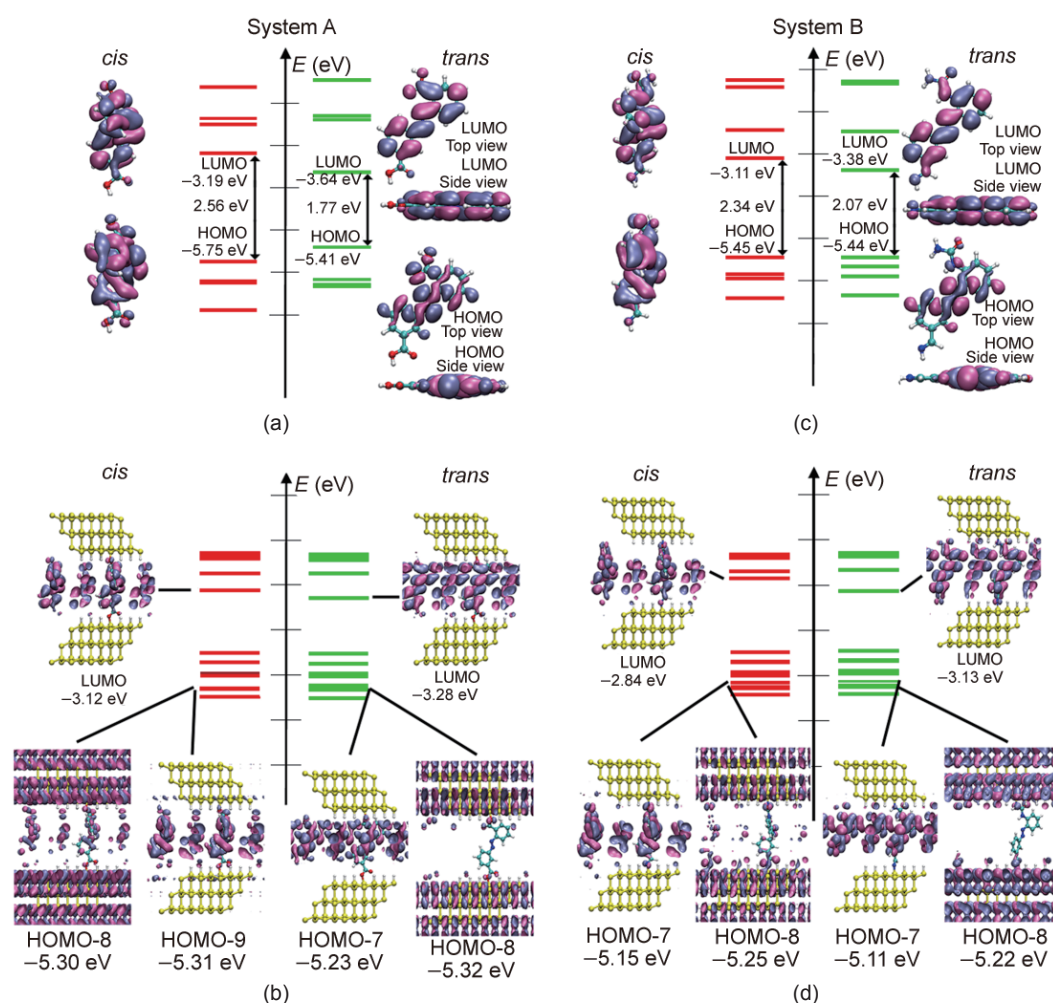 System A
cis
E (eV)
trans
LUMO
Top view
LUMO
Side view
LUMO
−3.19 eV
2.56 eV
HOMO
−5.75 eV
LUMO
−3.64 eV
1.77 eV
HOMO
−5.41 eV
HOMO
Top view
HOMO
Side view
(a)
System B
cis
E (eV)
trans
LUMO
Top view
LUMO
Side view
LUMO
−3.11 eV
2.34 eV
HOMO
−5.45 eV
LUMO
−3.38 eV
2.07 eV
HOMO
−5.44 eV
HOMO
Top view
HOMO
Side view
(c)
cis
E (eV)
trans
LUMO
−3.12 eV
LUMO
−3.28 eV
HOMO-8
−5.30 eV
HOMO-9
−5.31 eV
HOMO-7
−5.23 eV
HOMO-8
−5.32 eV
(b)
cis
E (eV)
trans
LUMO
−2.84 eV
LUMO
−3.13 eV
HOMO-7
−5.15 eV
HOMO-8
−5.25 eV
HOMO-7
−5.11 eV
HOMO-8
−5.22 eV
(d)